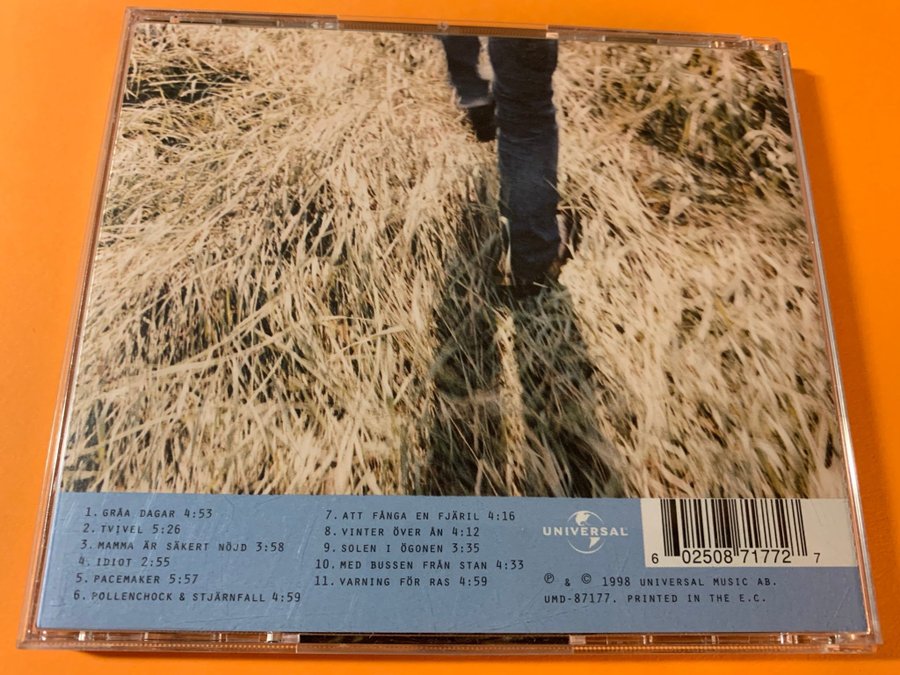 1. GRÅA DAGAR 4:53
2. TVIVEL 5:26
3. MAMMA ÄR SÄKERT NÖJD 3:58
4. IDIOT 2:55
5. PACEMAKER 5:57
6. POLLENCHOCK & STJÄRNFALL 4:59
7. ATT FÅNGA EN FJÄRIL 4:16
8. VINTER ÖVER ÅN 4:12
9. SOLEN I ÖGONEN 3:35
10. MED BUSSEN FRÅN STAN 4:33
11. VARNING FÖR RAS 4:59
UNIVERSAL
6 02508 71772 7
℗ & © 1998 UNIVERSAL MUSIC AB.
UMD-87177. PRINTED IN THE E.C.